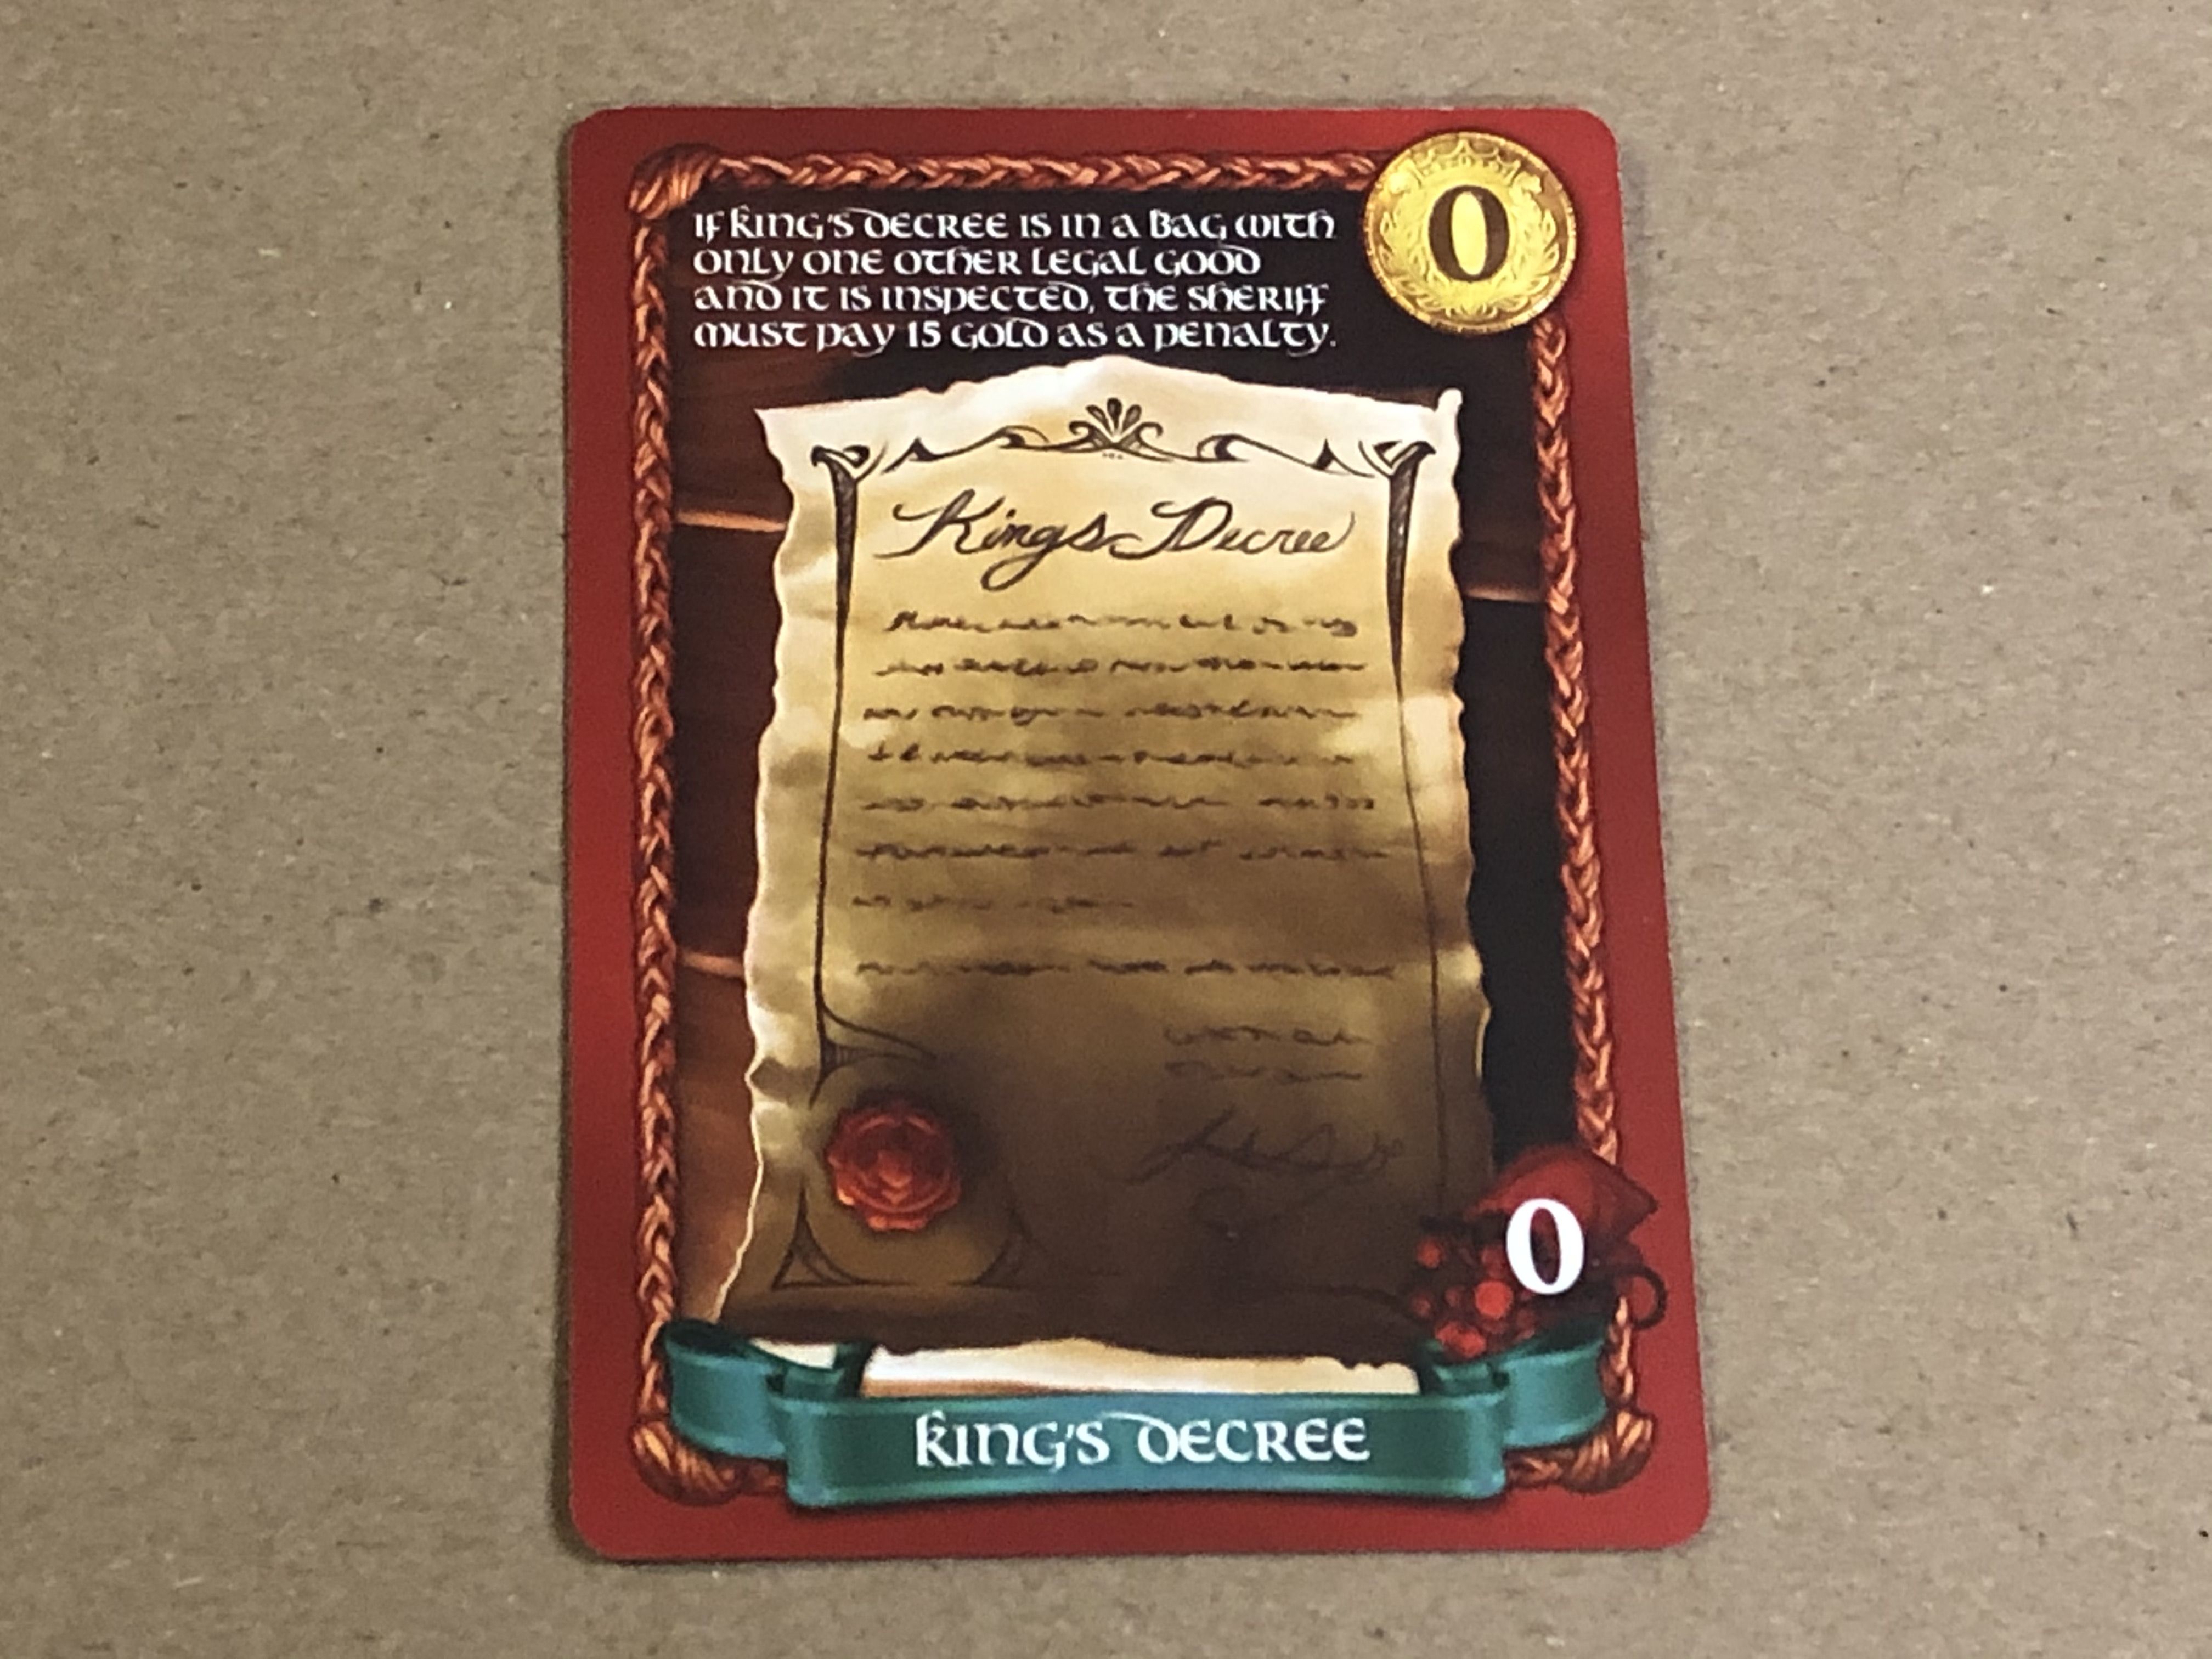 If King's Decree is in a bag with
only one other legal good
and it is inspected, the sheriff
must pay 15 gold as a penalty.
0
Kings Decree
0
King's Decree